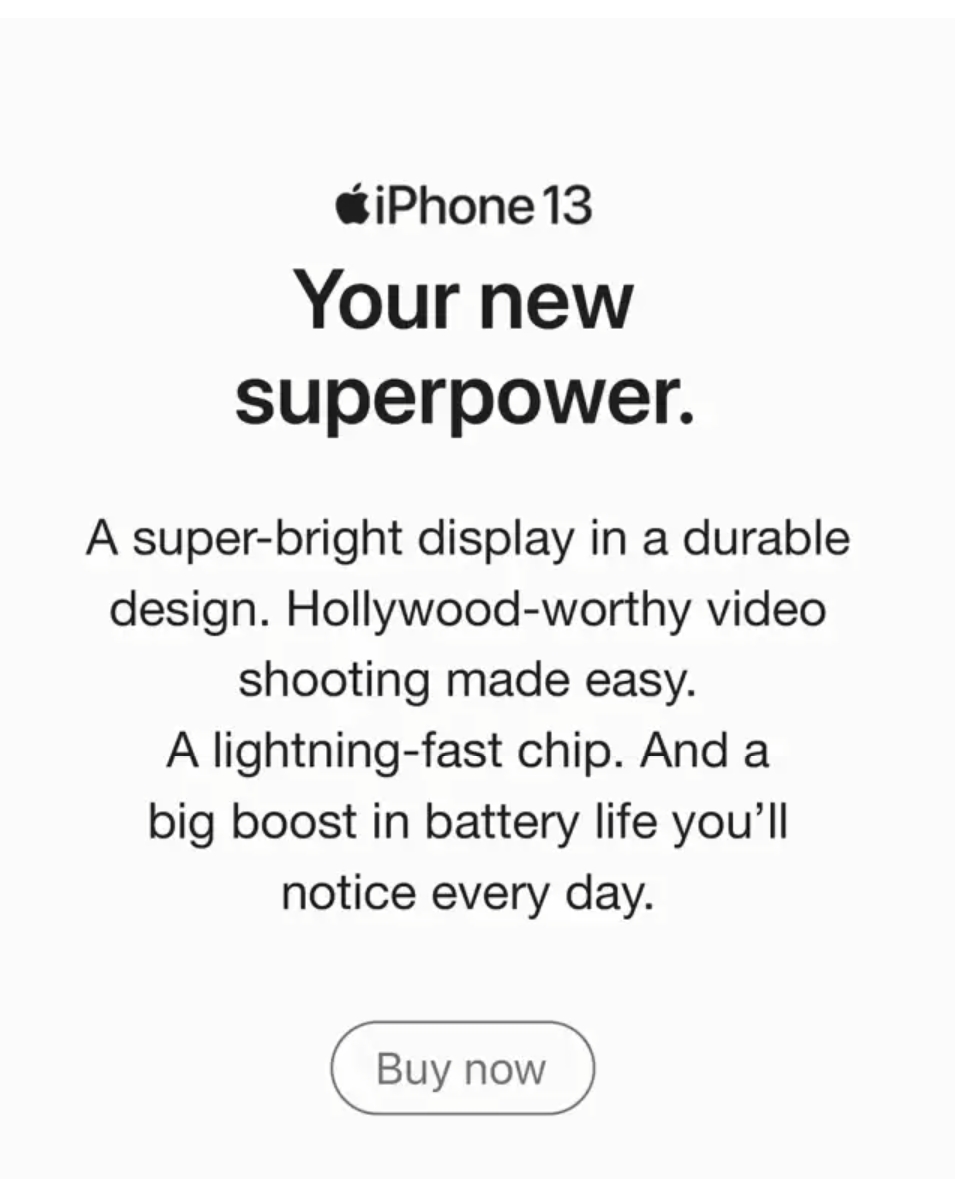 iPhone 13
Your new
superpower.
A super-bright display in a durable
design. Hollywood-worthy video
shooting made easy.
A lightning-fast chip. And a
big boost in battery life you’ll
notice every day.
Buy now